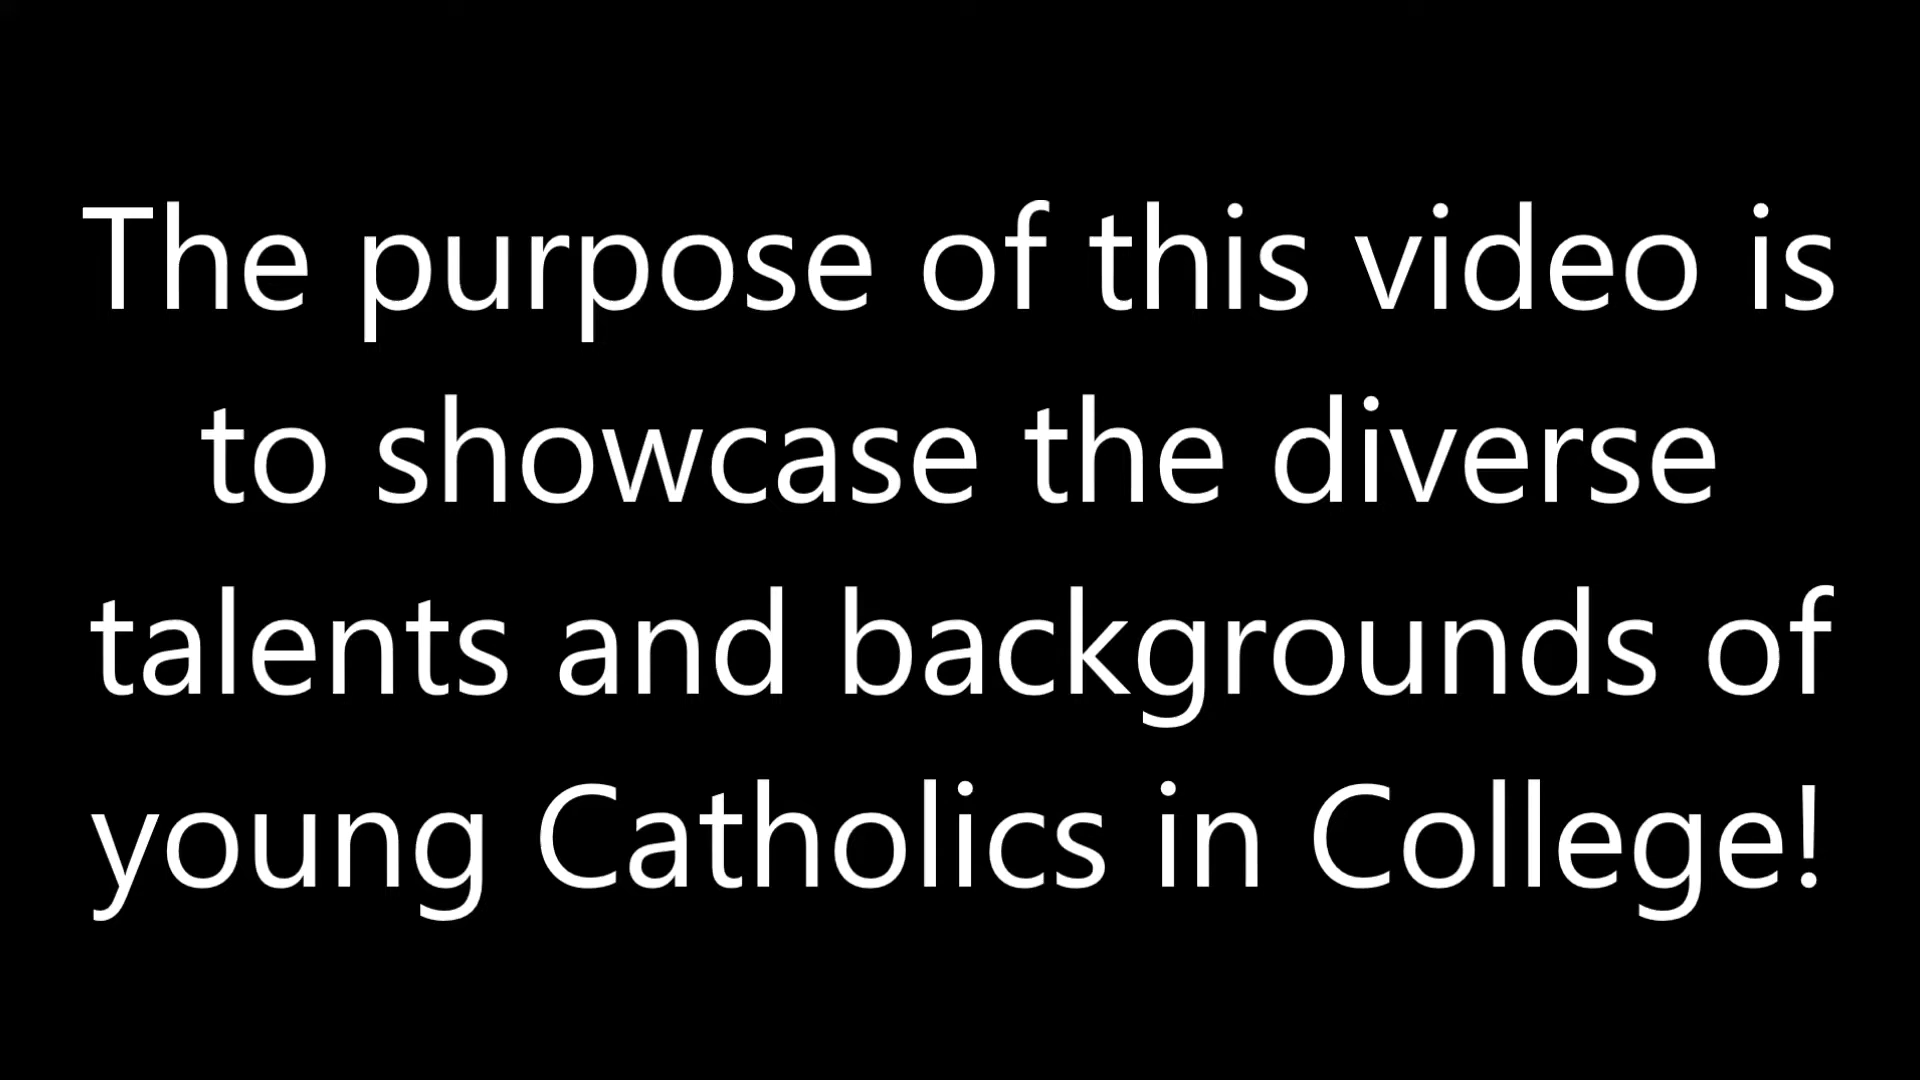 The purpose of this video is
to showcase the diverse
talents and backgrounds of
young Catholics in College!